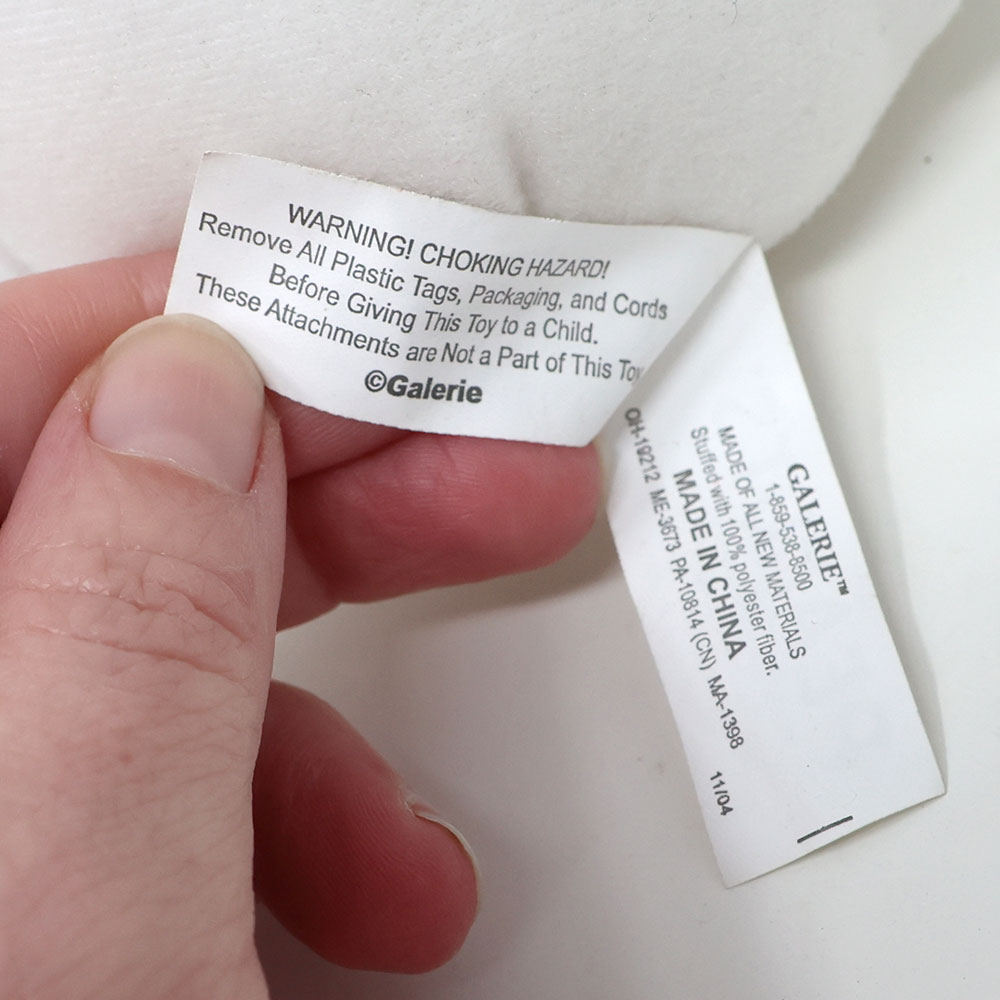 WARNING! CHOKING HAZARD!
Remove All Plastic Tags, Packaging, and Cords
Before Giving This Toy to a Child.
These Attachments are Not a Part of This Toy
©Galerie
GALERIE™
1-859-538-8500
MADE OF ALL NEW MATERIALS
Stuffed with 100% polyester fiber.
MADE IN CHINA
OH-19212 ME-3673 PA-10814 (CN) MA-1398 11/04